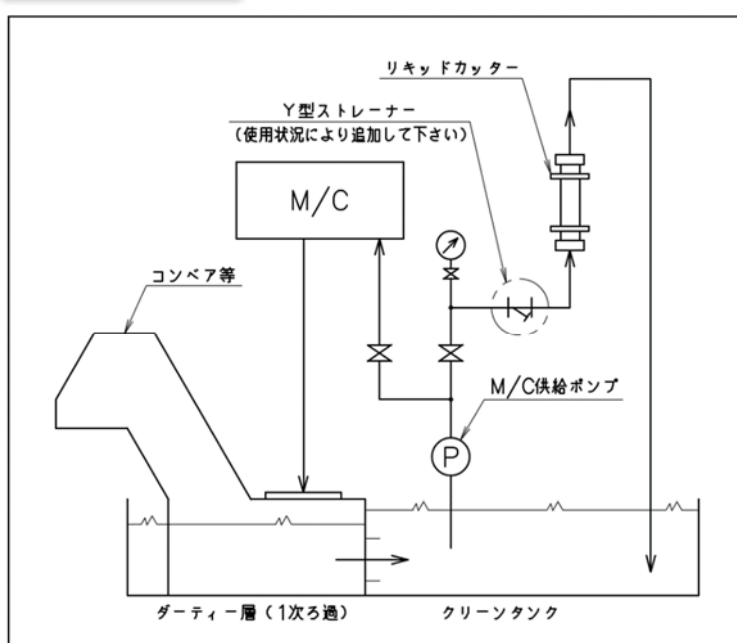 リキッドカッター
Y型ストレーナー
(使用状況により追加して下さい)
M/C
コンベア等
M/C供給ポンプ
P
ダーティー層(1次ろ過)
クリーンタンク